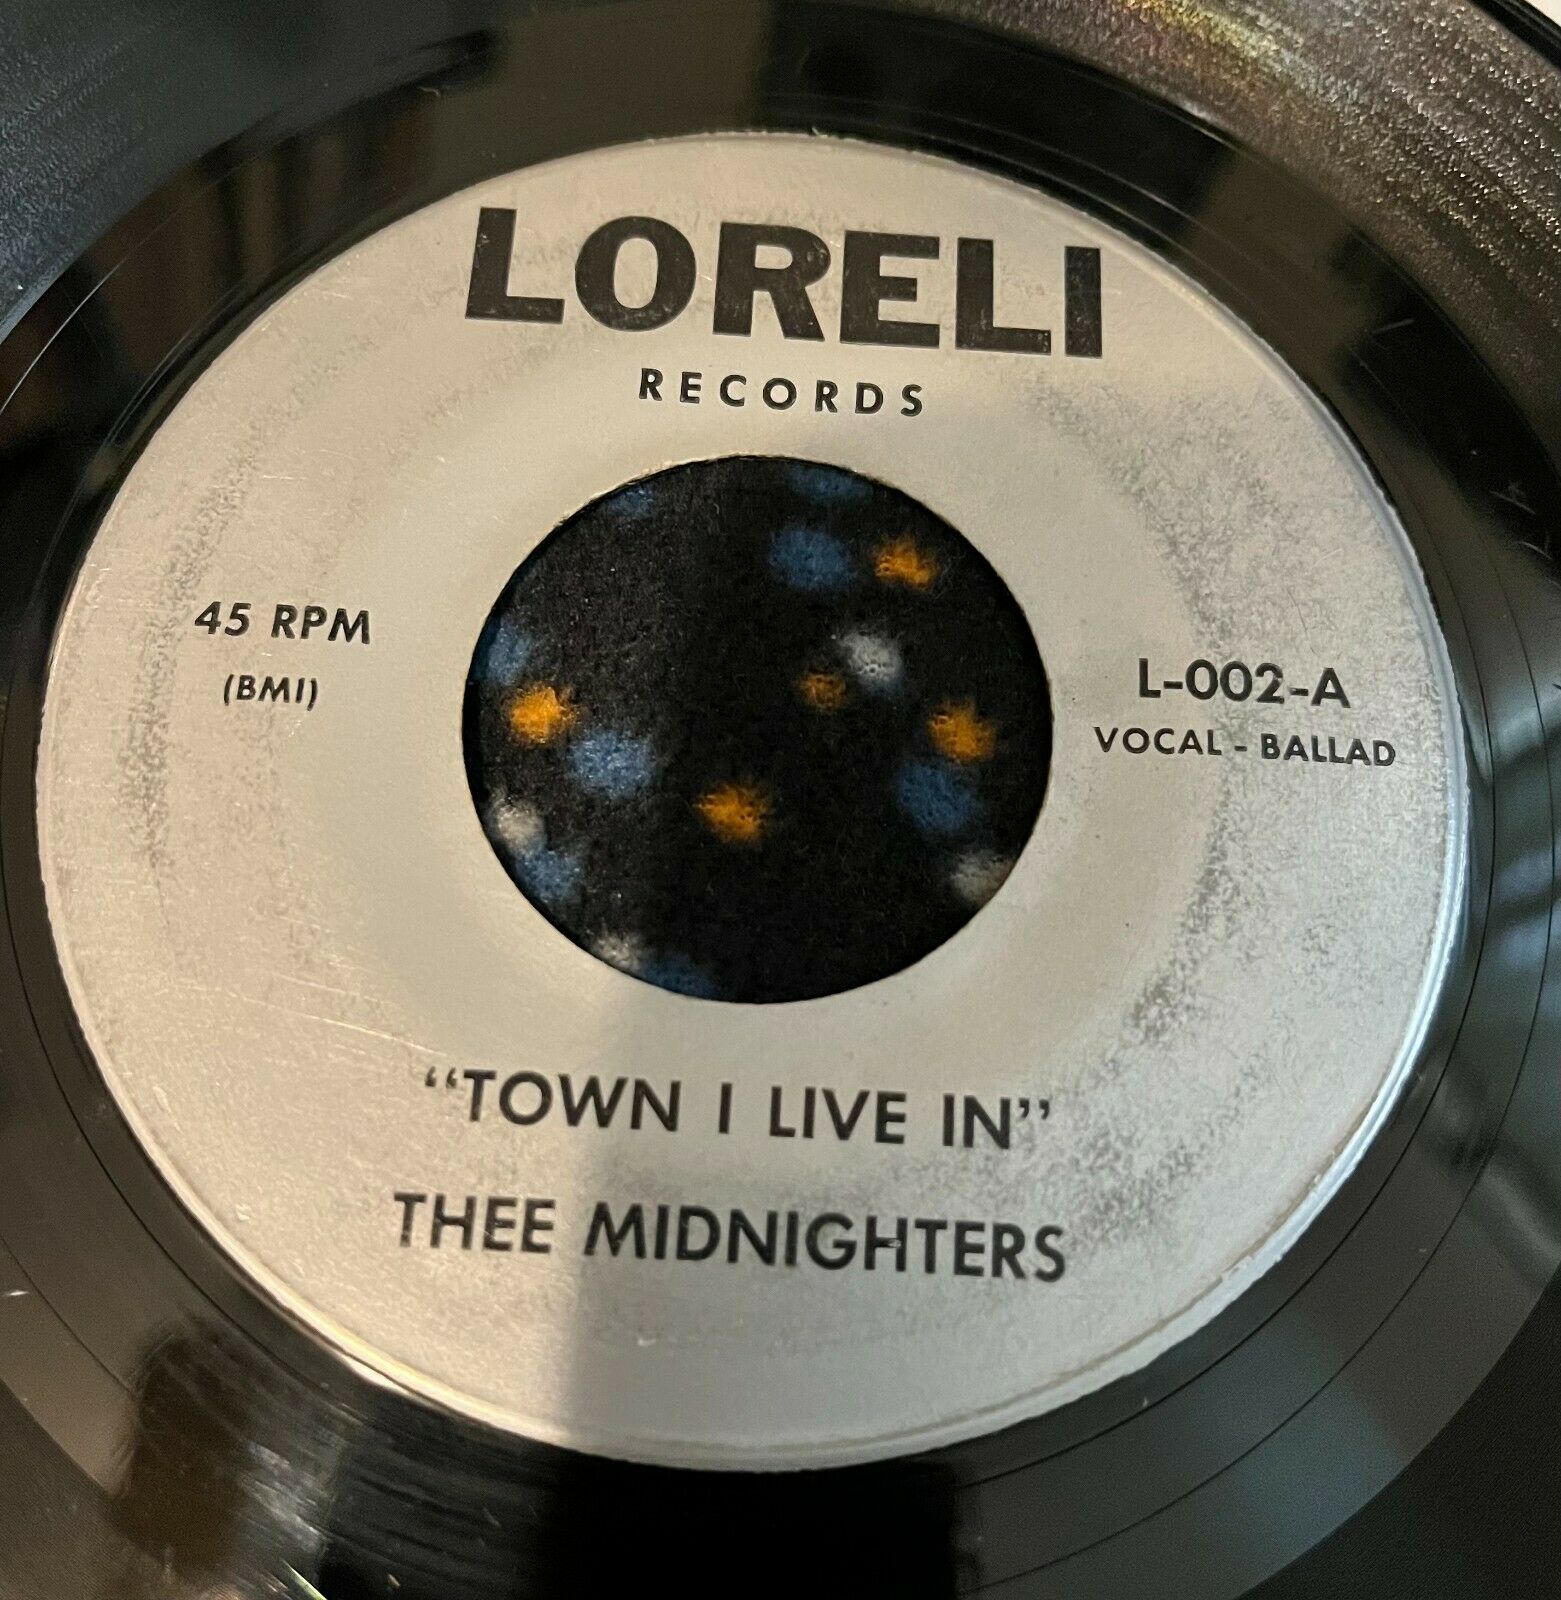 LORELI
RECORDS
45 RPM
(BMI)
L-002-A
VOCAL - BALLAD
"TOWN I LIVE IN"
THEE MIDNIGHTERS